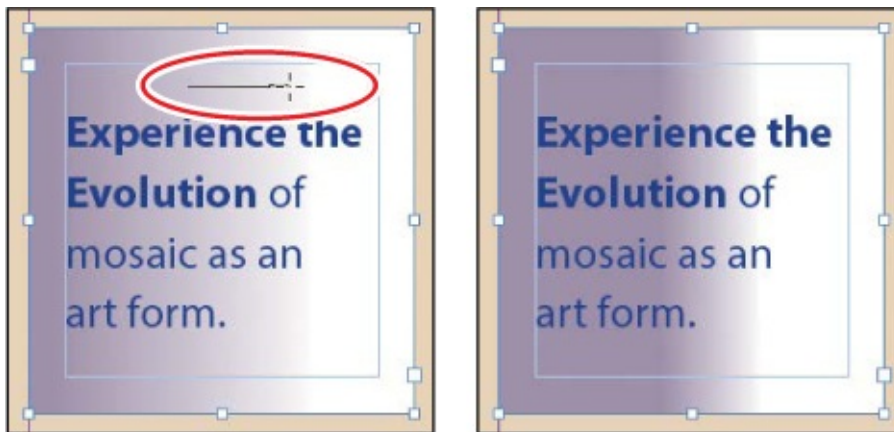 Experience the
Evolution of
mosaic as an
art form.
Experience the
Evolution of
mosaic as an
art form.